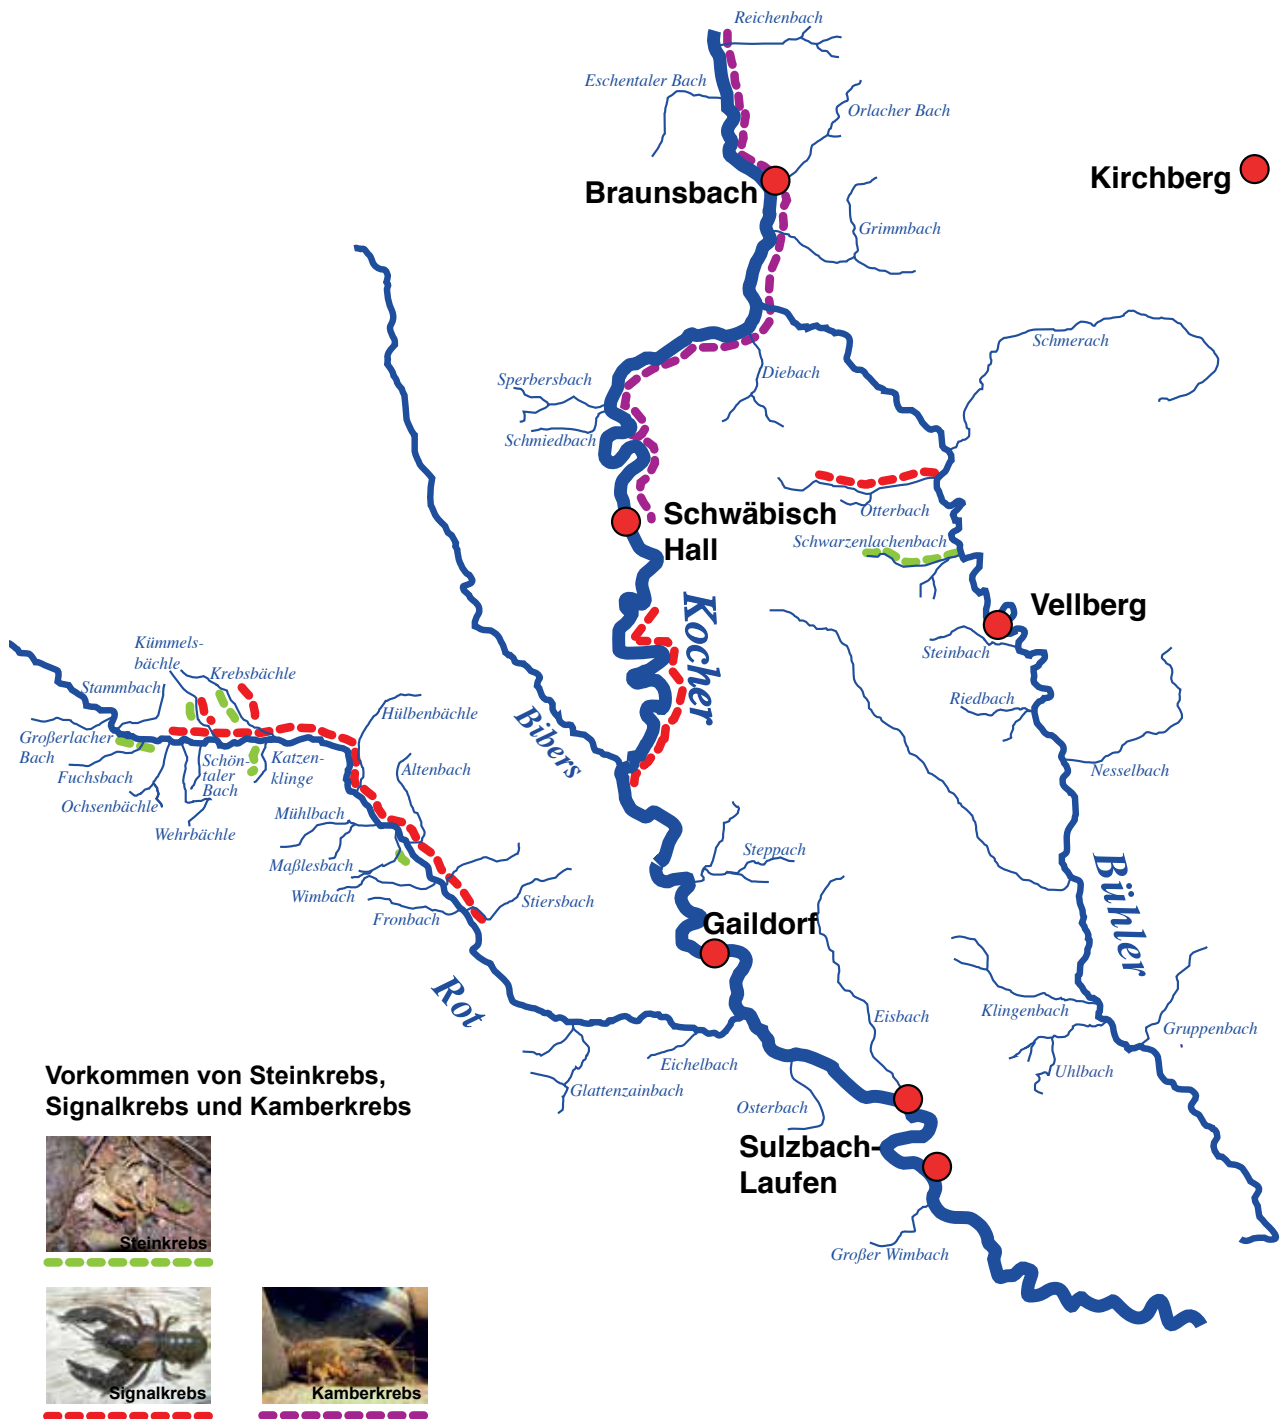 Reichenbach
Eschentaler Bach
Orlacher Bach
Kirchberg
Braunsbach
Grimmbach
Schmerach
Diebach
Sperbersbach
Schmiedbach
Schwäbisch
Hall
Otterbach
Schwarzenlachenbach
Vellberg
Kocher
Steinbach
Kümmels-
bächle
Krebsbächle
Stammbach
Riedbach
Hülbenbächle
Bibers
Großerlacher
Bach
Schön-
taler
Bach
Katzen-
klinge
Altenbach
Nesselbach
Fuchsbach
Ochsenbächle
Wehrbächle
Mühlbach
Maßlesbach
Steppach
Wimbach
Stiersbach
Fronbach
Gaildorf
Bühler
Rot
Klingenbach
Eisbach
Gruppenbach
Eichelbach
Uhlbach
Glattenzainbach
Osterbach
Vorkommen von Steinkrebs,
Signalkrebs und Kamberkrebs
Sulzbach-
Laufen
Steinkrebs
Großer Wimbach
Signalkrebs
Kamberkrebs